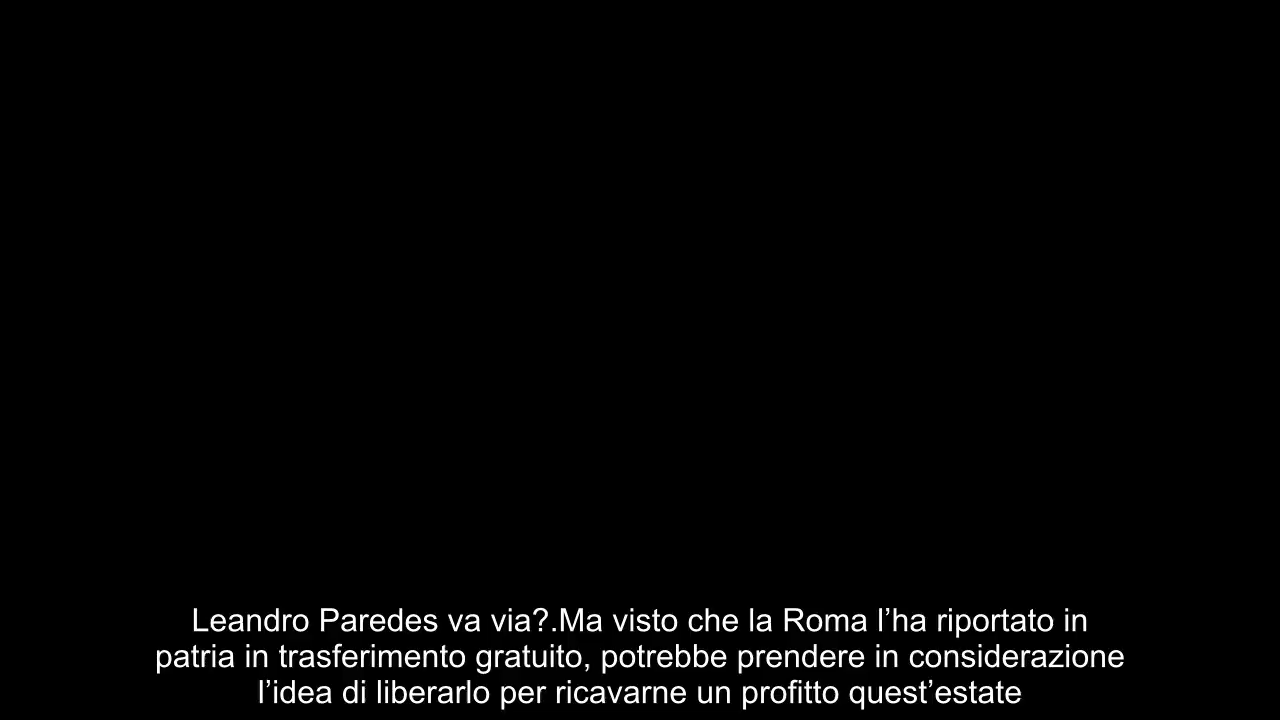 Leandro Paredes va via?.Ma visto che la Roma l’ha riportato in
patria in trasferimento gratuito, potrebbe prendere in considerazione
l’idea di liberarlo per ricavarne un profitto quest’estate